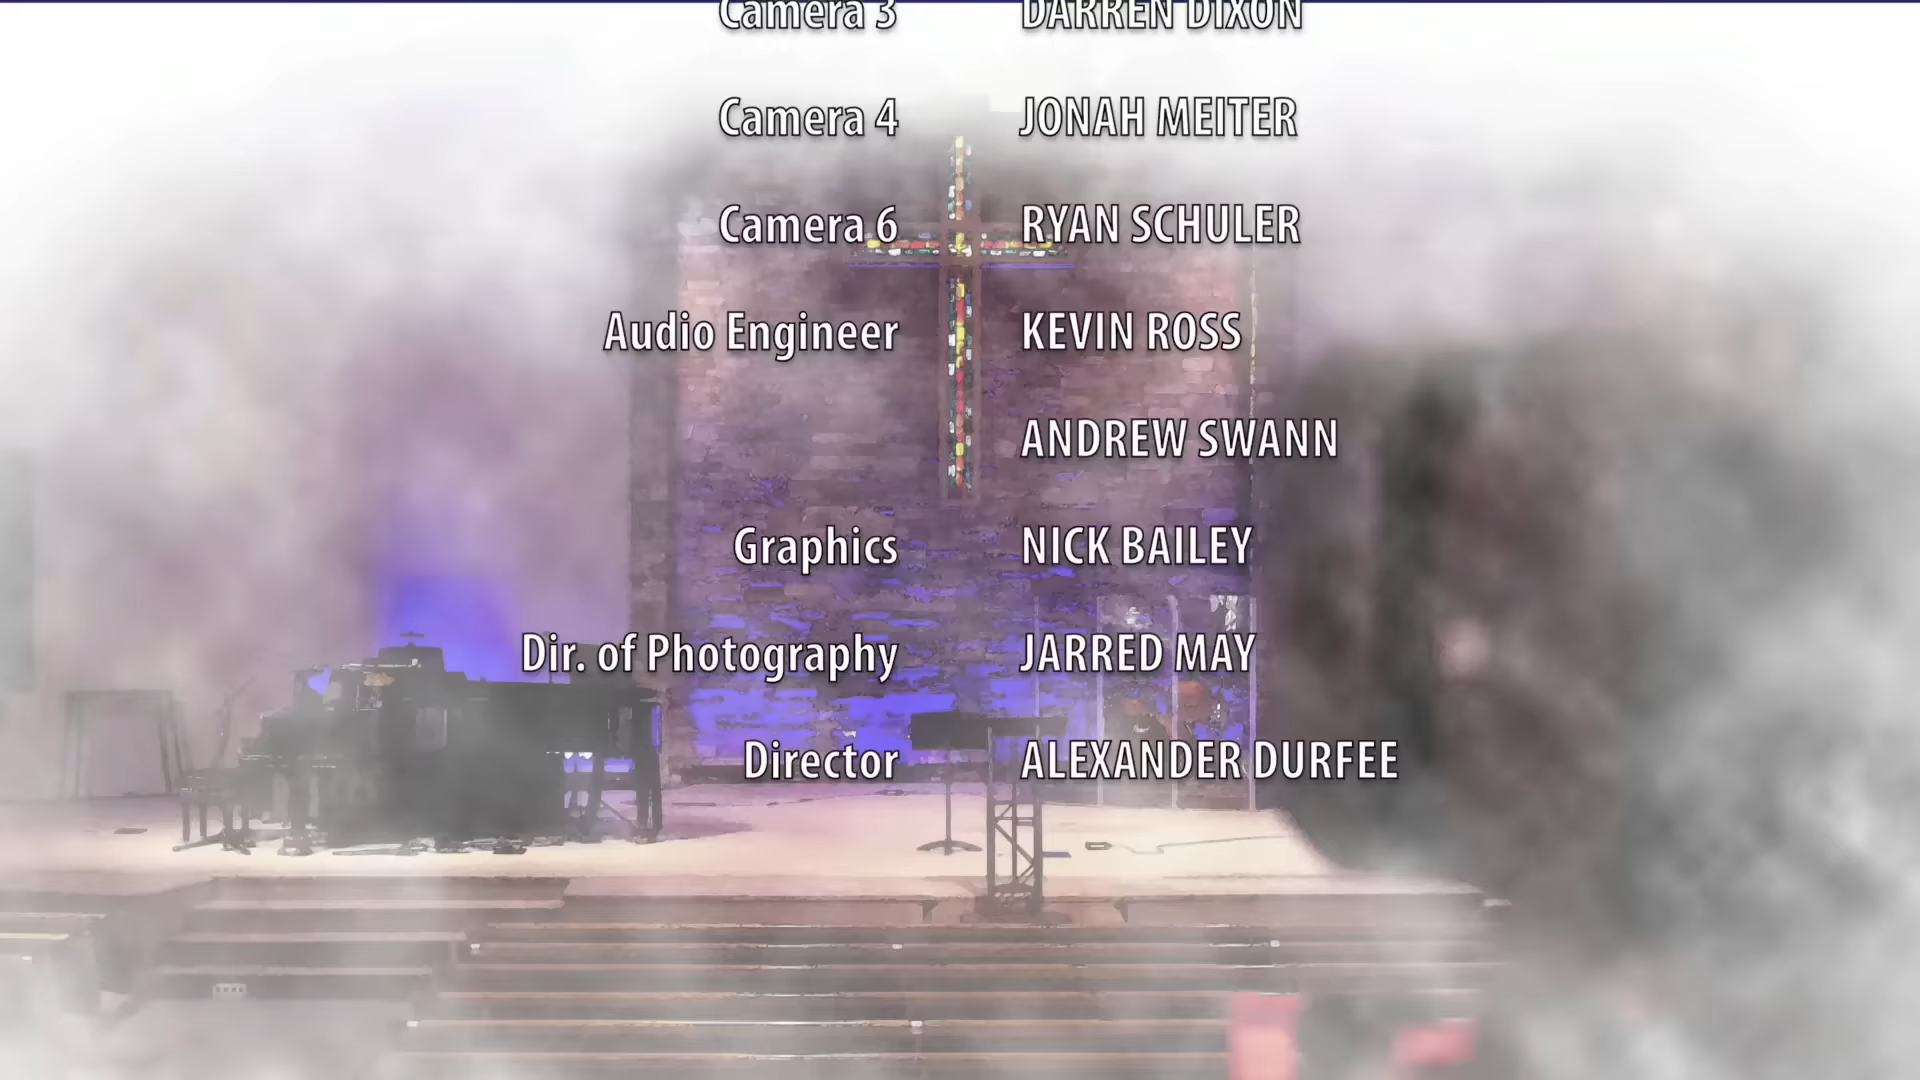 Camera 3 DARREN DIXON
Camera 4 JONAH MEITER
Camera 6 RYAN SCHULER
Audio Engineer KEVIN ROSS
ANDREW SWANN
Graphics NICK BAILEY
Dir. of Photography JARRED MAY
Director ALEXANDER DURFEE